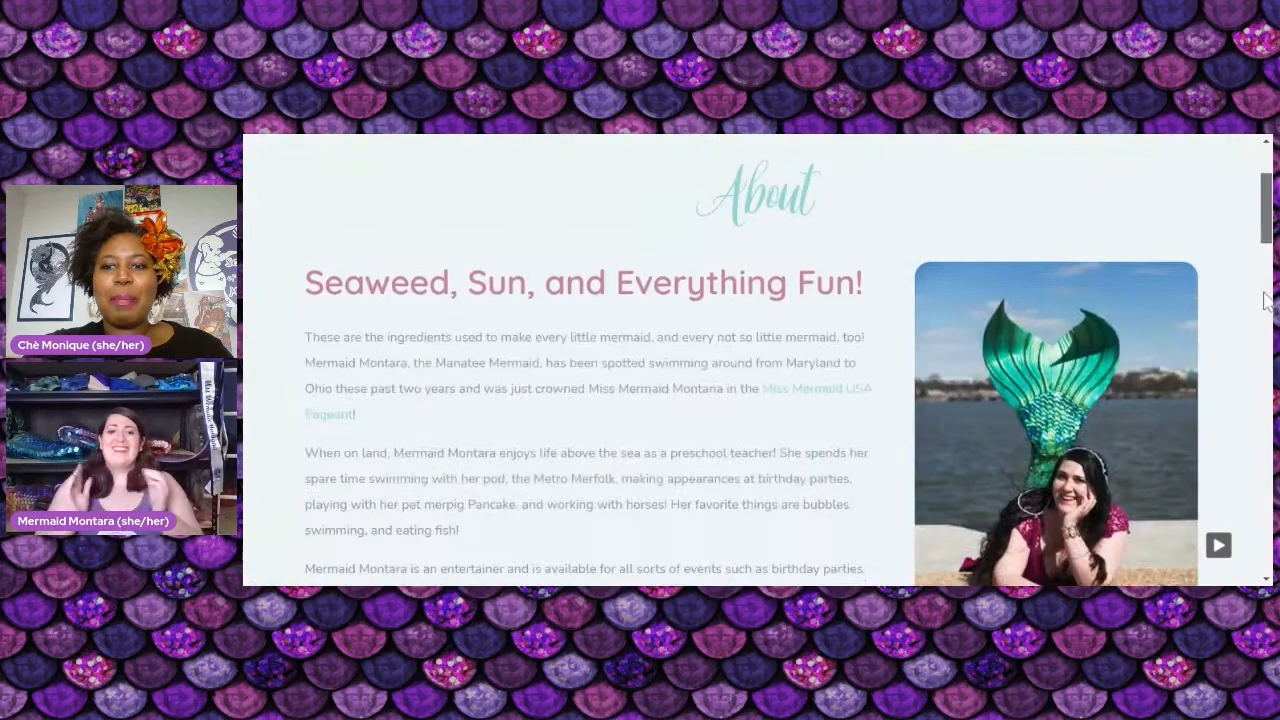 About
Seaweed, Sun, and Everything Fun!
These are the ingredients used to make every little mermaid, and every not so little mermaid, too!
Mermaid Montara, the Manatee Mermaid, has been spotted swimming around from Maryland to
Ohio these past two years and was just crowned Miss Mermaid Montana in the Miss Mermaid USA
Pageant!
When on land, Mermaid Montara enjoys life above the sea as a preschool teacher! She spends her
spare time swimming with her pod, the Metro Merfolk, making appearances at birthday parties,
playing with her pet merpig Pancake, and working with horses! Her favorite things are bubbles,
swimming, and eating fish!
Mermaid Montara is an entertainer and is available for all sorts of events such as birthday parties,
Chè Monique (she/her)
Mermaid Montara (she/her)